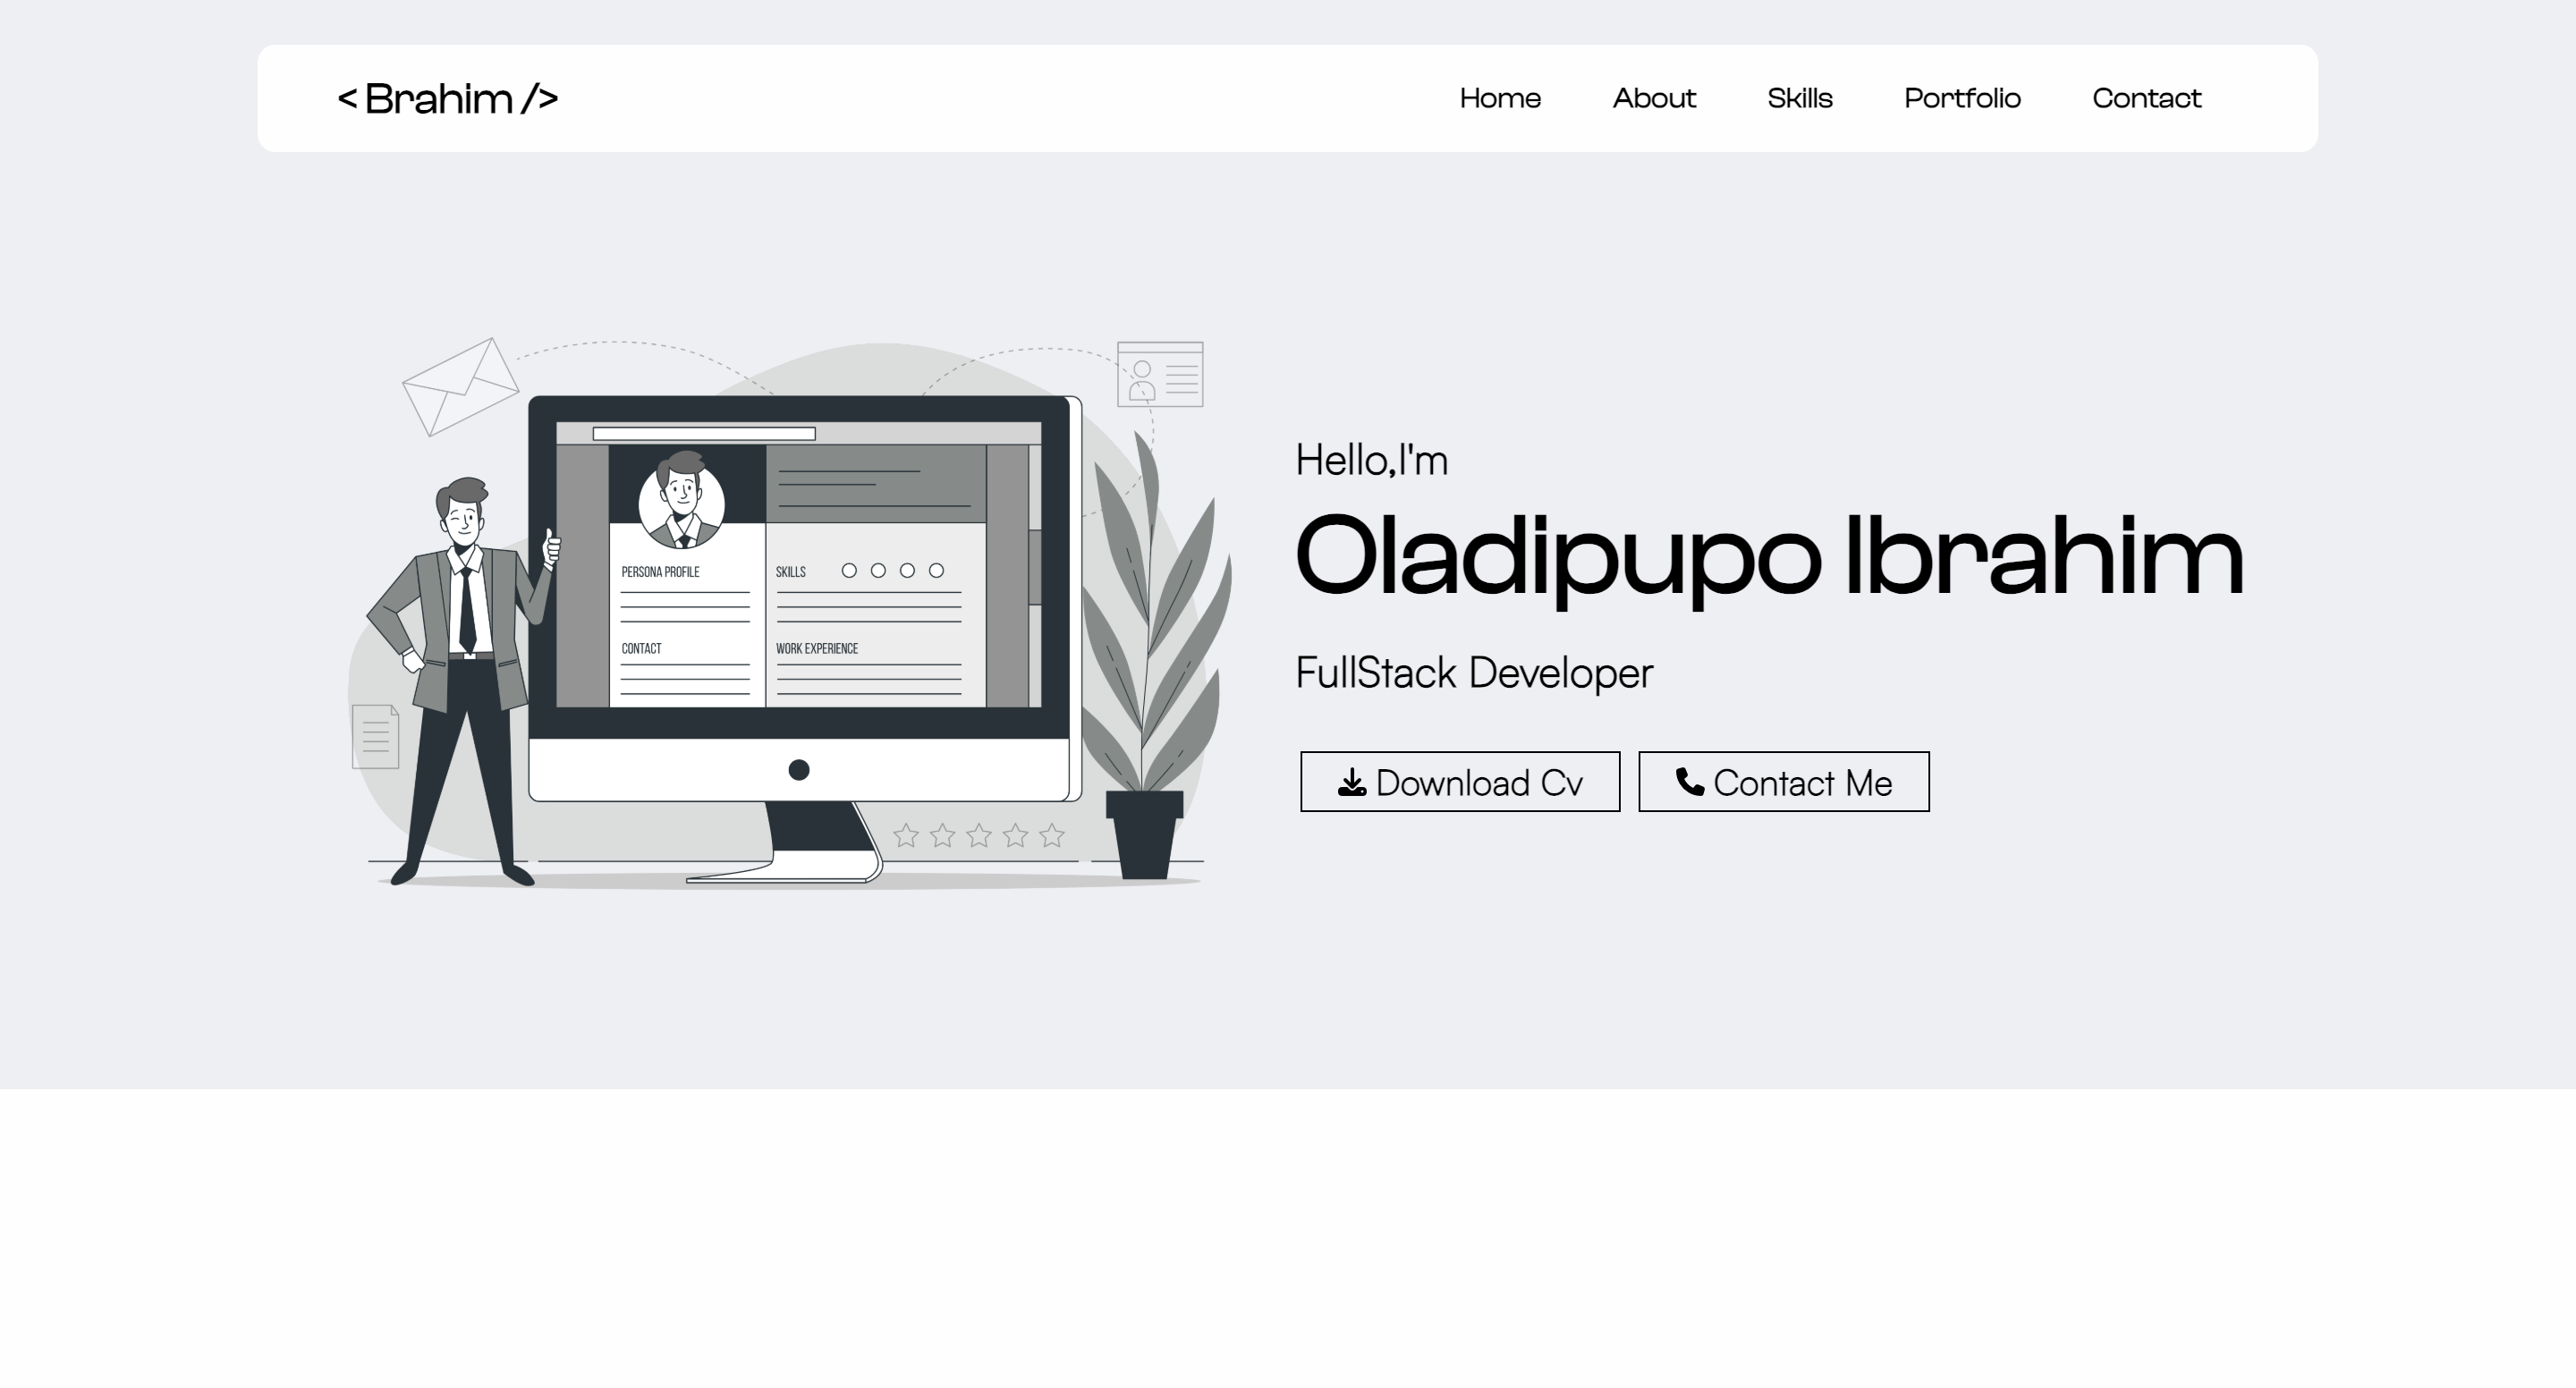 < Brahim />
Home About Skills Portfolio Contact
PERSONA PROFILE
SKILLS
CONTACT
WORK EXPERIENCE
Hello,I'm
Oladipupo Ibrahim
FullStack Developer
Download Cv
Contact Me